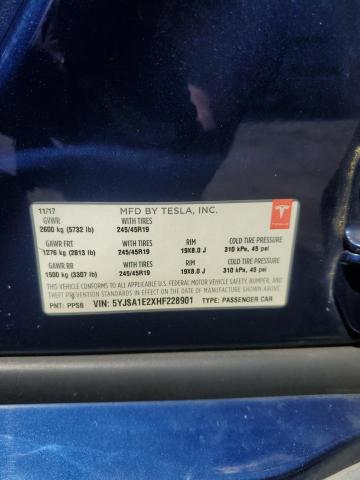 11/17 MFD BY TESLA, INC.
GVWR WITH TIRES
2600 kg (5732 lb) 245/45R19
GAWR FRT WITH TIRES RIM COLD TIRE PRESSURE
1276 kg (2813 lb) 245/45R19 19X8.0 J 310 kPa, 45 psi
GAWR RR WITH TIRES RIM COLD TIRE PRESSURE
1500 kg (3307 lb) 245/45R19 19X8.0 J 310 kPa, 45 psi
THIS VEHICLE CONFORMS TO ALL APPLICABLE FEDERAL MOTOR VEHICLE SAFETY, BUMPER, AND
THEFT PREVENTION STANDARDS IN EFFECT ON THE DATE OF MANUFACTURE SHOWN ABOVE.
PNT: PPSB VIN: 5YJSA1E2XHF228901 TYPE: PASSENGER CAR
TESLA